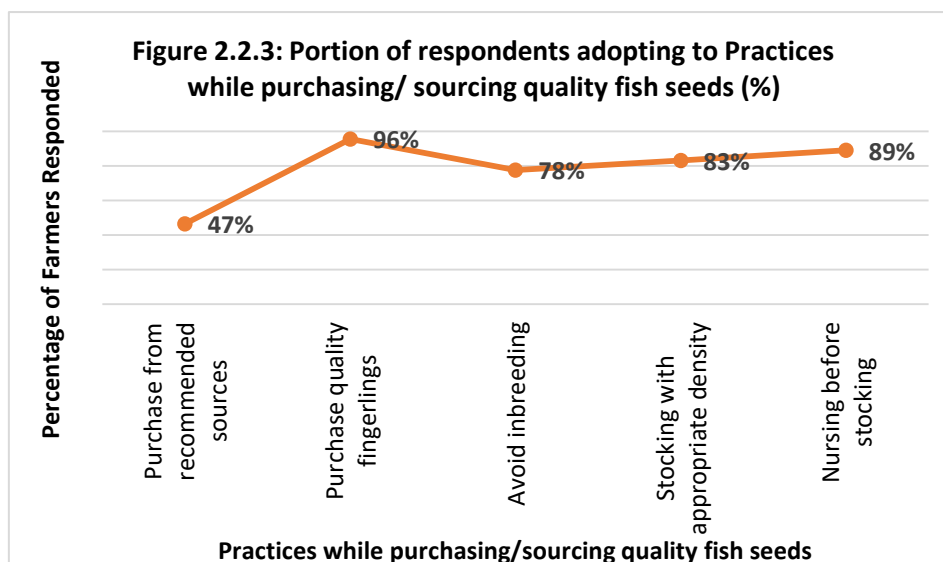 Figure 2.2.3: Portion of respondents adopting to Practices
while purchasing/ sourcing quality fish seeds (%)
Percentage of Farmers Responded
47%
96%
78%
83%
89%
Purchase from
recommended
sources
Purchase quality
fingerlings
Avoid inbreeding
Stocking with
appropriate density
Nursing before
stocking
Practices while purchasing/sourcing quality fish seeds